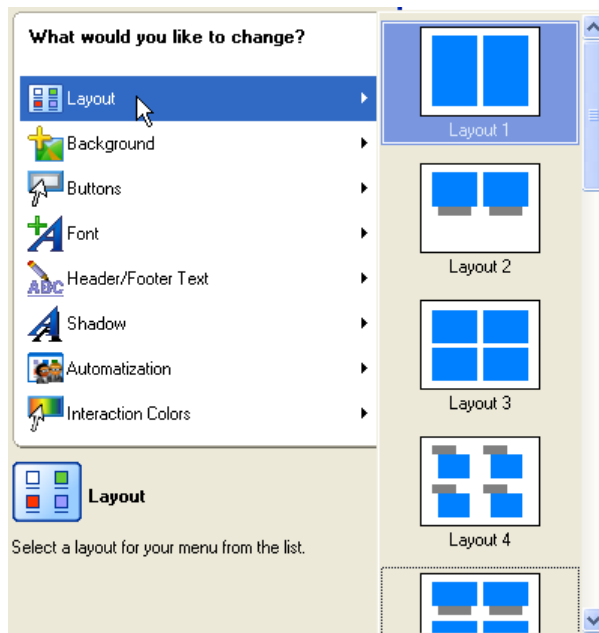 What would you like to change?
Layout
Background
Buttons
Font
ABC Header/Footer Text
Shadow
Automatization
Interaction Colors
Layout
Select a layout for your menu from the list.
Layout 1
Layout 2
Layout 3
Layout 4